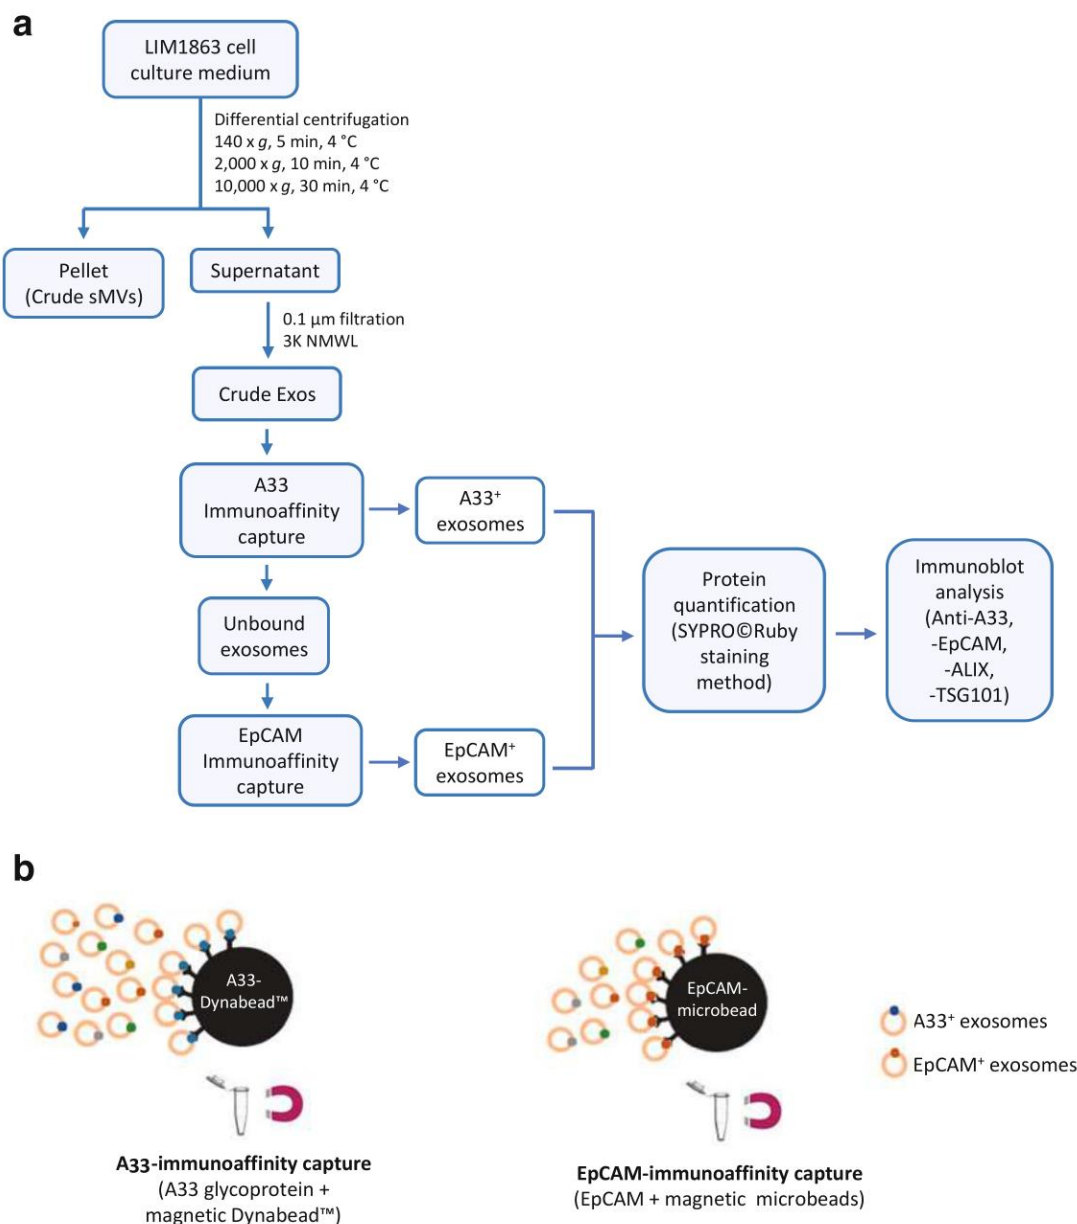 a
LIM1863 cell
culture medium
Differential centrifugation
140 x g, 5 min, 4 °C
2,000 x g, 10 min, 4 °C
10,000 x g, 30 min, 4 °C
Pellet
(Crude sMVs)
Supernatant
0.1 µm filtration
3K NMWL
Crude Exos
A33
Immunoaffinity
capture
A33⁺
exosomes
Unbound
exosomes
EpCAM
Immunoaffinity
capture
EpCAM⁺
exosomes
Protein
quantification
(SYPRO©Ruby
staining
method)
Immunoblot
analysis
(Anti-A33,
-EpCAM,
-ALIX,
-TSG101)
b
A33-
Dynabead™
EpCAM-
microbead
A33⁺ exosomes
EpCAM⁺ exosomes
A33-immunoaffinity capture
(A33 glycoprotein +
magnetic Dynabead™)
EpCAM-immunoaffinity capture
(EpCAM + magnetic microbeads)